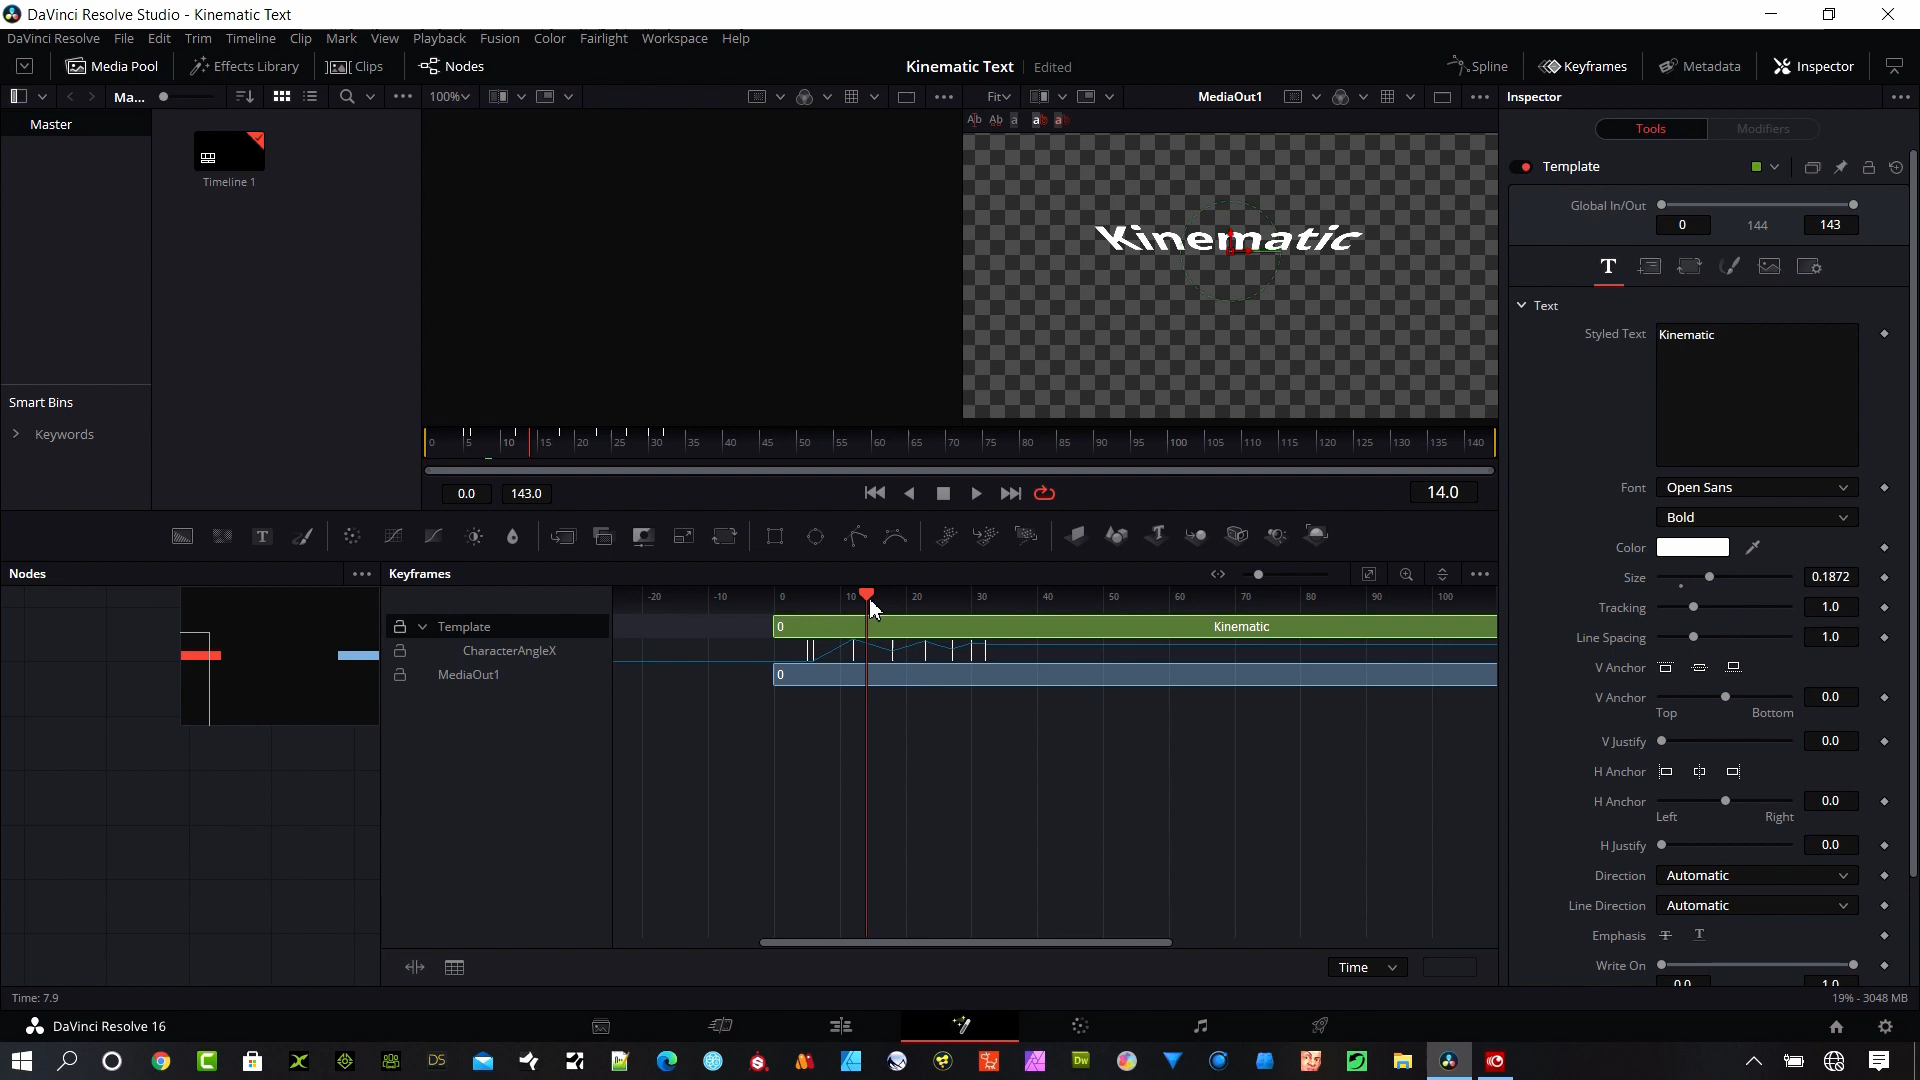 DaVinci Resolve Studio - Kinematic Text
DaVinci Resolve File Edit Trim Timeline Clip Mark View Playback Fusion Color Fairlight Workspace Help
Media Pool Effects Library Clips Nodes Kinematic Text Edited Spline Keyframes Metadata Inspector
Ma... 100% Fit MediaOut1 Inspector
Master
Timeline 1
Smart Bins
Keywords
Kinematic
0 5 10 15 20 25 30 35 40 45 50 55 60 65 70 75 80 85 90 95 100 105 110 115 120 125 130 135 140
0.0 143.0 14.0
Nodes Keyframes
-20 -10 0 10 20 30 40 50 60 70 80 90 100
Template 0 Kinematic
CharacterAngleX
MediaOut1 0
Time
Tools Modifiers
Template
Global In/Out
0 144 143
Text
Styled Text Kinematic
Font Open Sans
Bold
Color
Size 0.1872
Tracking 1.0
Line Spacing 1.0
V Anchor
V Anchor 0.0
Top Bottom
V Justify 0.0
H Anchor
H Anchor 0.0
Left Right
H Justify 0.0
Direction Automatic
Line Direction Automatic
Emphasis
Write On
0.0 1.0
Time: 7.9 19% - 3048 MB
DaVinci Resolve 16
DS Dw